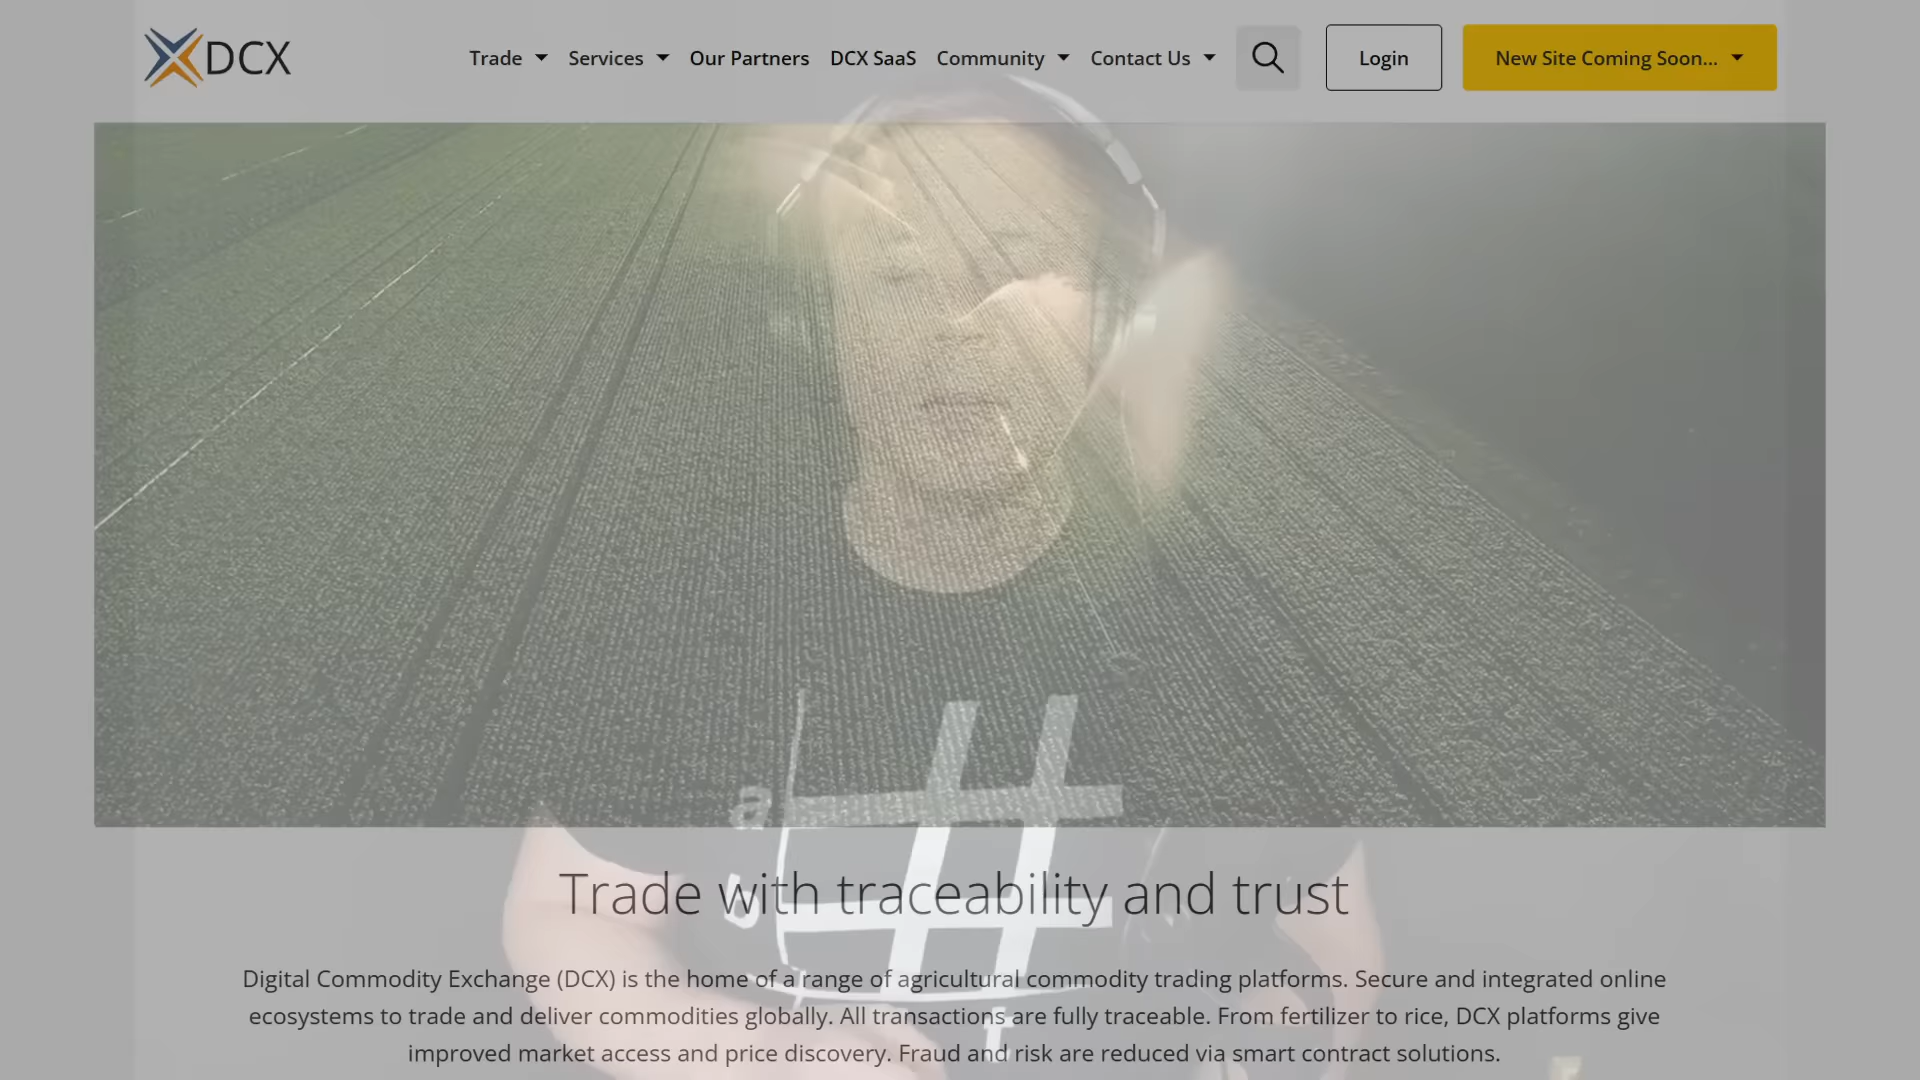 DCX
Trade Services Our Partners DCX SaaS Community Contact Us Login New Site Coming Soon...
#
a
b
Trade with traceability and trust
Digital Commodity Exchange (DCX) is the home of a range of agricultural commodity trading platforms. Secure and integrated online
ecosystems to trade and deliver commodities globally. All transactions are fully traceable. From fertilizer to rice, DCX platforms give
improved market access and price discovery. Fraud and risk are reduced via smart contract solutions.